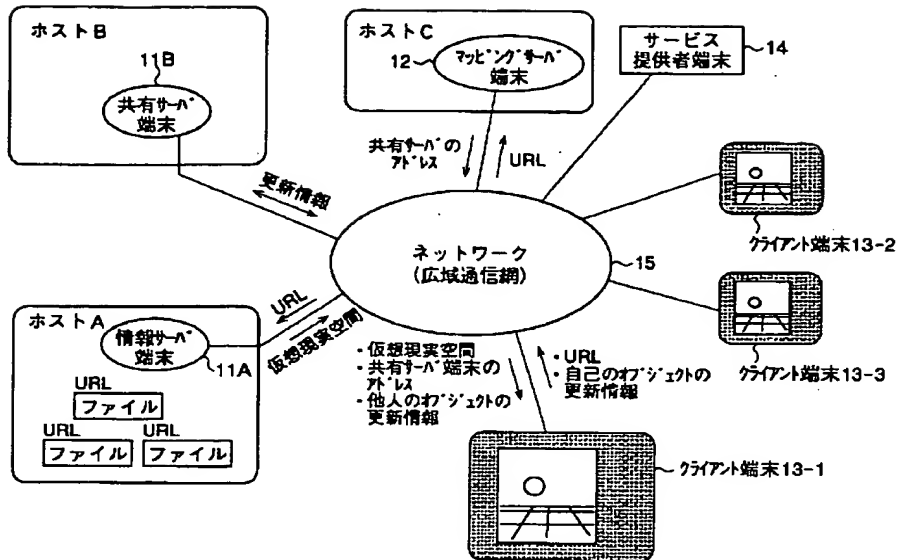 ホストB
11B
共有サーバ
端末
ホストC
12
マッピングサーバ
端末
サービス
提供者端末
14
共有サーバの
アドレス
URL
更新情報
ネットワーク
(広域通信網)
15
クライアント端末13-2
クライアント端末13-3
ホストA
情報サーバ
端末
11A
URL
ファイル
URL
ファイル
URL
ファイル
URL
仮想現実空間
・仮想現実空間
・共有サーバ端末の
アドレス
・他人のオブジェクトの
更新情報
・URL
・自己のオブジェクトの
更新情報
クライアント端末13-1